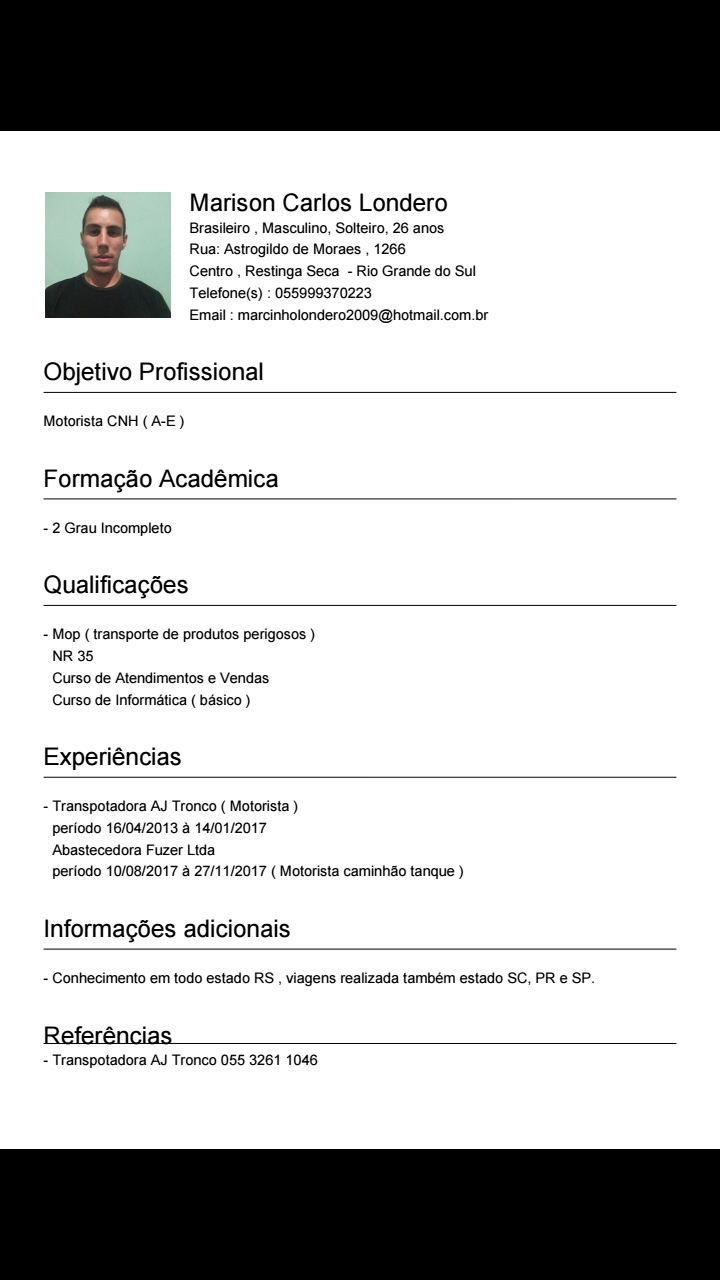 Marison Carlos Londero
Brasileiro , Masculino, Solteiro, 26 anos
Rua: Astrogildo de Moraes , 1266
Centro , Restinga Seca  - Rio Grande do Sul
Telefone(s) : 055999370223
Email : marcinholondero2009@hotmail.com.br
Objetivo Profissional
Motorista CNH ( A-E )
Formação Acadêmica
- 2 Grau Incompleto
Qualificações
- Mop ( transporte de produtos perigosos )
NR 35
Curso de Atendimentos e Vendas
Curso de Informática ( básico )
Experiências
- Transpotadora AJ Tronco ( Motorista )
período 16/04/2013 à 14/01/2017
Abastecedora Fuzer Ltda
período 10/08/2017 à 27/11/2017 ( Motorista caminhão tanque )
Informações adicionais
- Conhecimento em todo estado RS , viagens realizada também estado SC, PR e SP.
Referências
- Transpotadora AJ Tronco 055 3261 1046